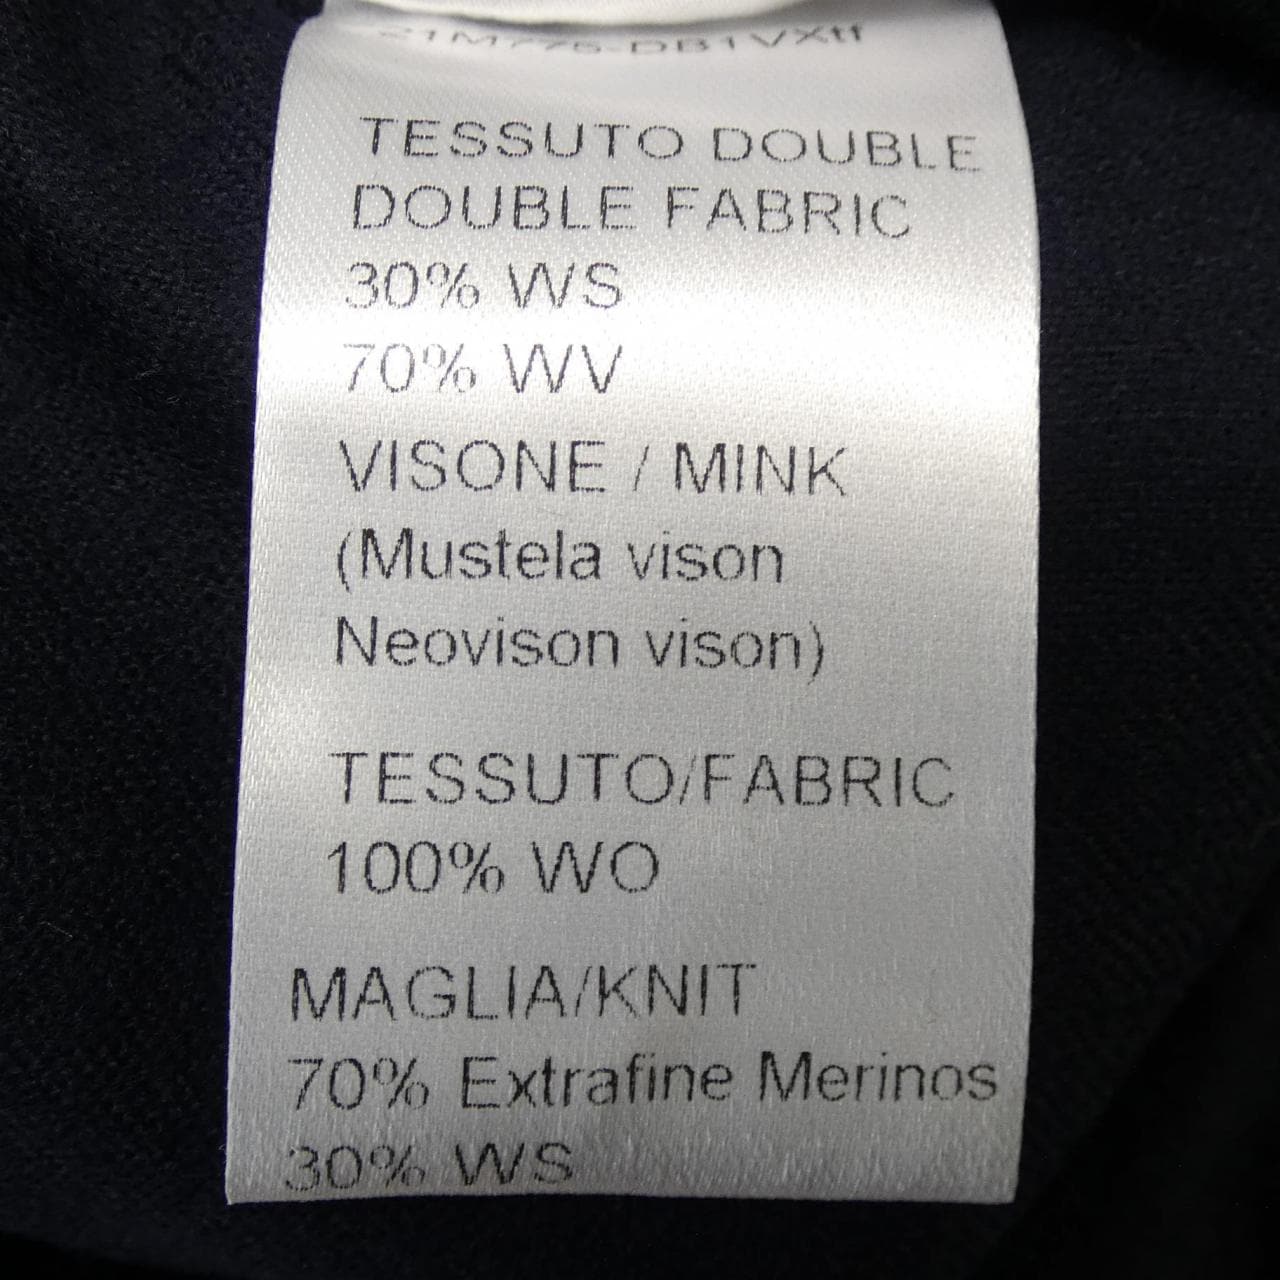 TESSUTO DOUBLE
DOUBLE FABRIC
30% WS
70% WV
VISONE / MINK
(Mustela vison
Neovison vison)
TESSUTO/FABRIC
100% WO
MAGLIA/KNIT
70% Extrafine Merinos
30% WS